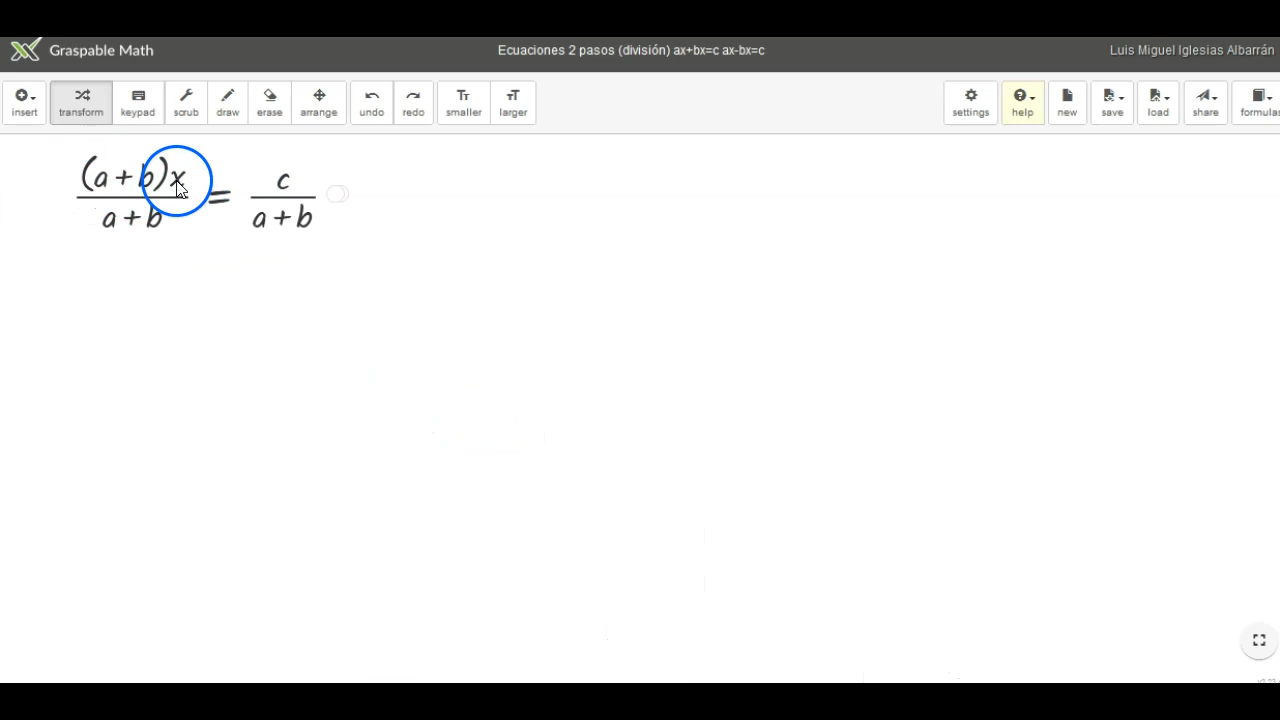 Graspable Math
Ecuaciones 2 pasos (división) ax+bx=c ax-bx=c
Luis Miguel Iglesias Albarrán
insert
transform
keypad
scrub
draw
erase
arrange
undo
redo
smaller
larger
settings
help
new
save
load
share
formulas
(a+b)x / a+b = c / a+b